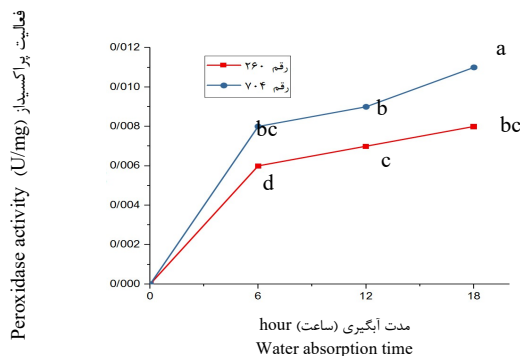 فعالیت پراکسیداز
Peroxidase activity (U/mg)
0/012
0/010
0/008
0/006
0/004
0/002
0/000
رقم ۲۶۰
رقم ۷۰۴
a
b
bc
bc
c
d
0 6 12 18
مدت آبگیری (ساعت) hour
Water absorption time